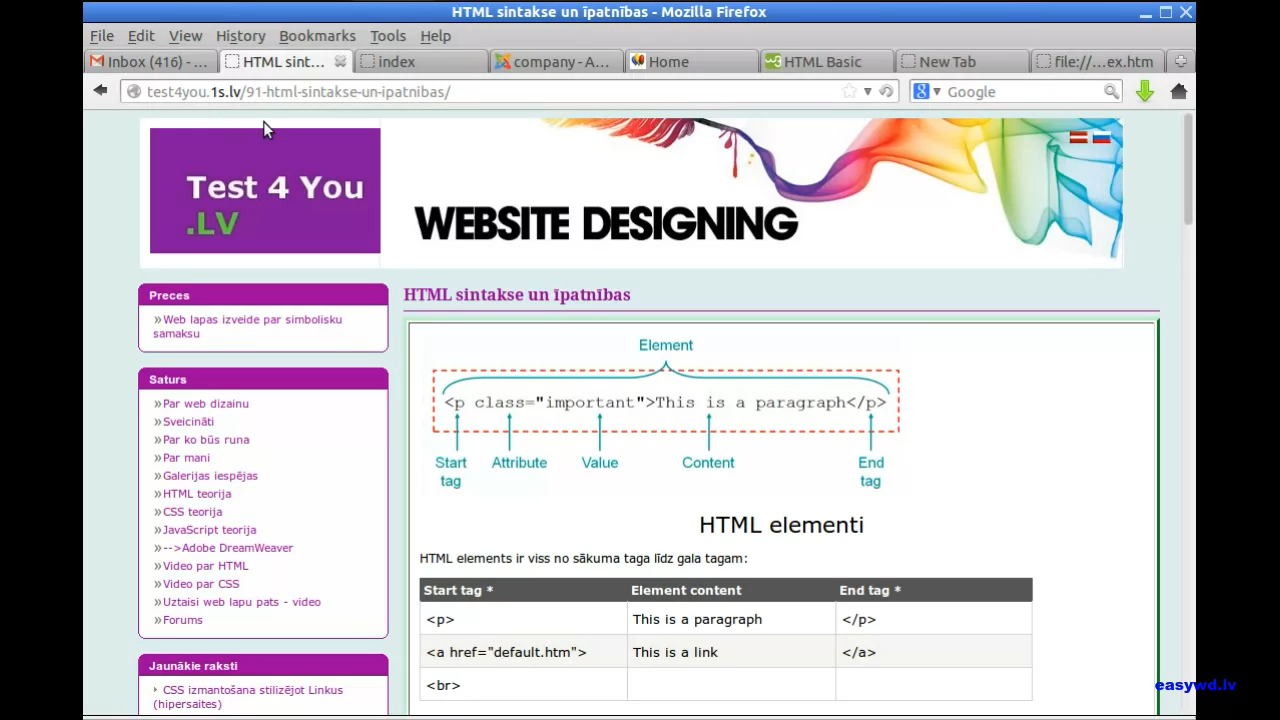 HTML sintakse un īpatnības - Mozilla Firefox
File Edit View History Bookmarks Tools Help
Inbox (416) - ... HTML sint... index company - A... Home HTML Basic New Tab file://...ex.htm
test4you.1s.lv/91-html-sintakse-un-ipatnibas/ Google
Test 4 You
.LV
WEBSITE DESIGNING
Preces
»Web lapas izveide par simbolisku
samaksu
Saturs
»Par web dizainu
»Sveicināti
»Par ko būs runa
»Par mani
»Galerijas iespējas
»HTML teorija
»CSS teorija
»JavaScript teorija
»-->Adobe DreamWeaver
»Video par HTML
»Video par CSS
»Uztaisi web lapu pats - video
»Forums
Jaunākie raksti
CSS izmantošana stilizējot Linkus
(hipersaites)
HTML sintakse un īpatnības
Element
<p class="important">This is a paragraph</p>
Start tag Attribute Value Content End tag
HTML elementi
HTML elements ir viss no sākuma taga līdz gala tagam:
Start tag * Element content End tag *
<p> This is a paragraph </p>
<a href="default.htm"> This is a link </a>
<br>
easywd.lv